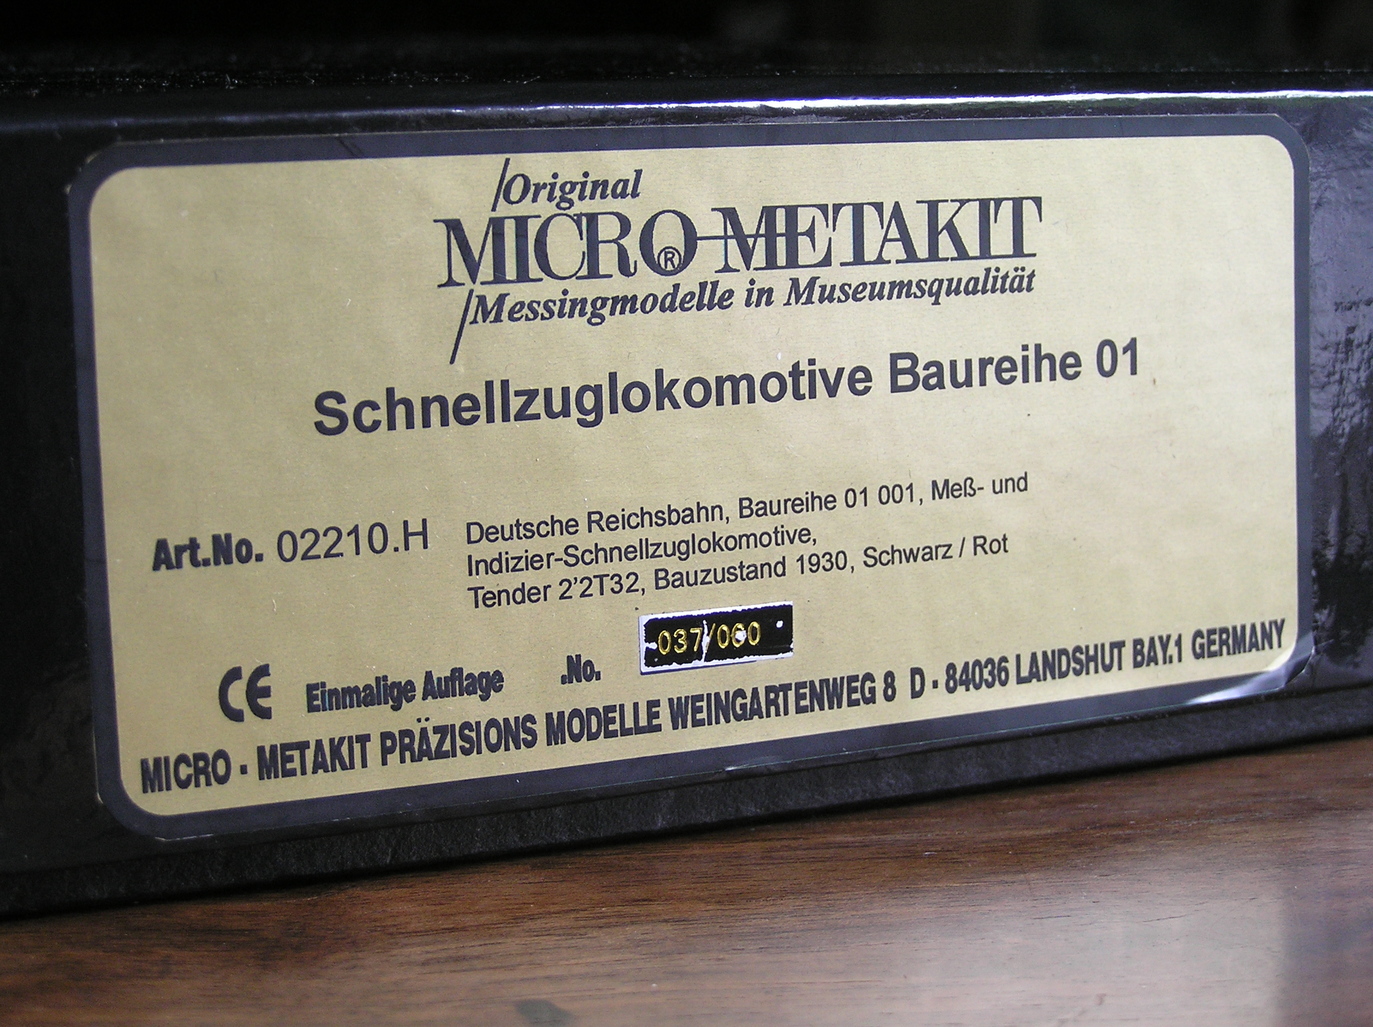 Original
MICRO-METAKIT
®
Messingmodelle in Museumsqualität
Schnellzuglokomotive Baureihe 01
Art.No. 02210.H
Deutsche Reichsbahn, Baureihe 01 001, Meß- und
Indizier-Schnellzuglokomotive,
Tender 2'2T32, Bauzustand 1930, Schwarz / Rot
CE Einmalige Auflage .No. 037/000
MICRO - METAKIT PRÄZISIONS MODELLE WEINGARTENWEG 8 D - 84036 LANDSHUT BAY.1 GERMANY